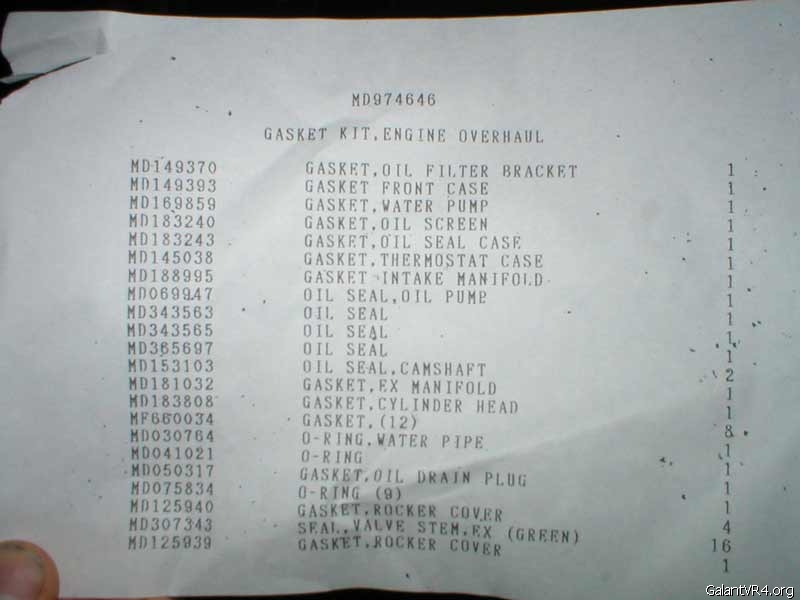 MD974646
GASKET KIT,ENGINE OVERHAUL
MD149370 GASKET,OIL FILTER BRACKET 1
MD149393 GASKET FRONT CASE 1
MD169859 GASKET,WATER PUMP 1
MD183240 GASKET,OIL SCREEN 1
MD183243 GASKET,OIL SEAL CASE 1
MD145038 GASKET,THERMOSTAT CASE 1
MD188995 GASKET INTAKE MANIFOLD 1
MD069947 OIL SEAL,OIL PUMP 1
MD343563 OIL SEAL 1
MD343565 OIL SEAL 1
MD365697 OIL SEAL 1
MD153103 OIL SEAL,CAMSHAFT 2
MD181032 GASKET,EX MANIFOLD 1
MD183808 GASKET,CYLINDER HEAD 1
MF660034 GASKET,(12) 8
MD030764 O-RING,WATER PIPE 1
MD041021 O-RING 1
MD050317 GASKET,OIL DRAIN PLUG 1
MD075834 O-RING (9) 1
MD125940 GASKET,ROCKER COVER 4
MD307343 SEAL,VALVE STEM,EX (GREEN) 16
MD125939 GASKET,ROCKER COVER 1
GalantVR4.org